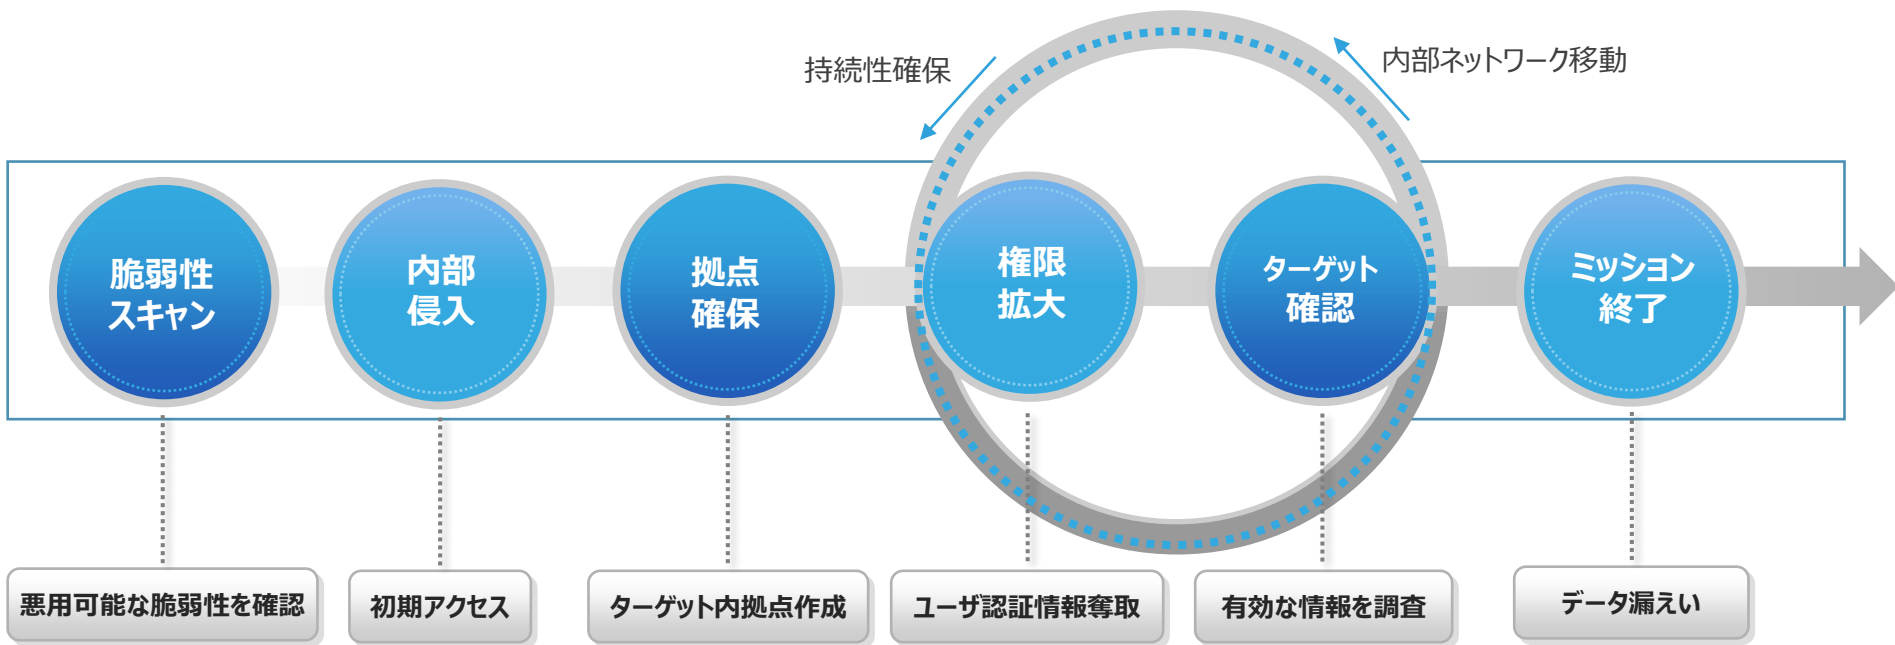 持続性確保
内部ネットワーク移動
脆弱性
スキャン
内部
侵入
拠点
確保
権限
拡大
ターゲット
確認
ミッション
終了
悪用可能な脆弱性を確認
初期アクセス
ターゲット内拠点作成
ユーザ認証情報奪取
有効な情報を調査
データ漏えい